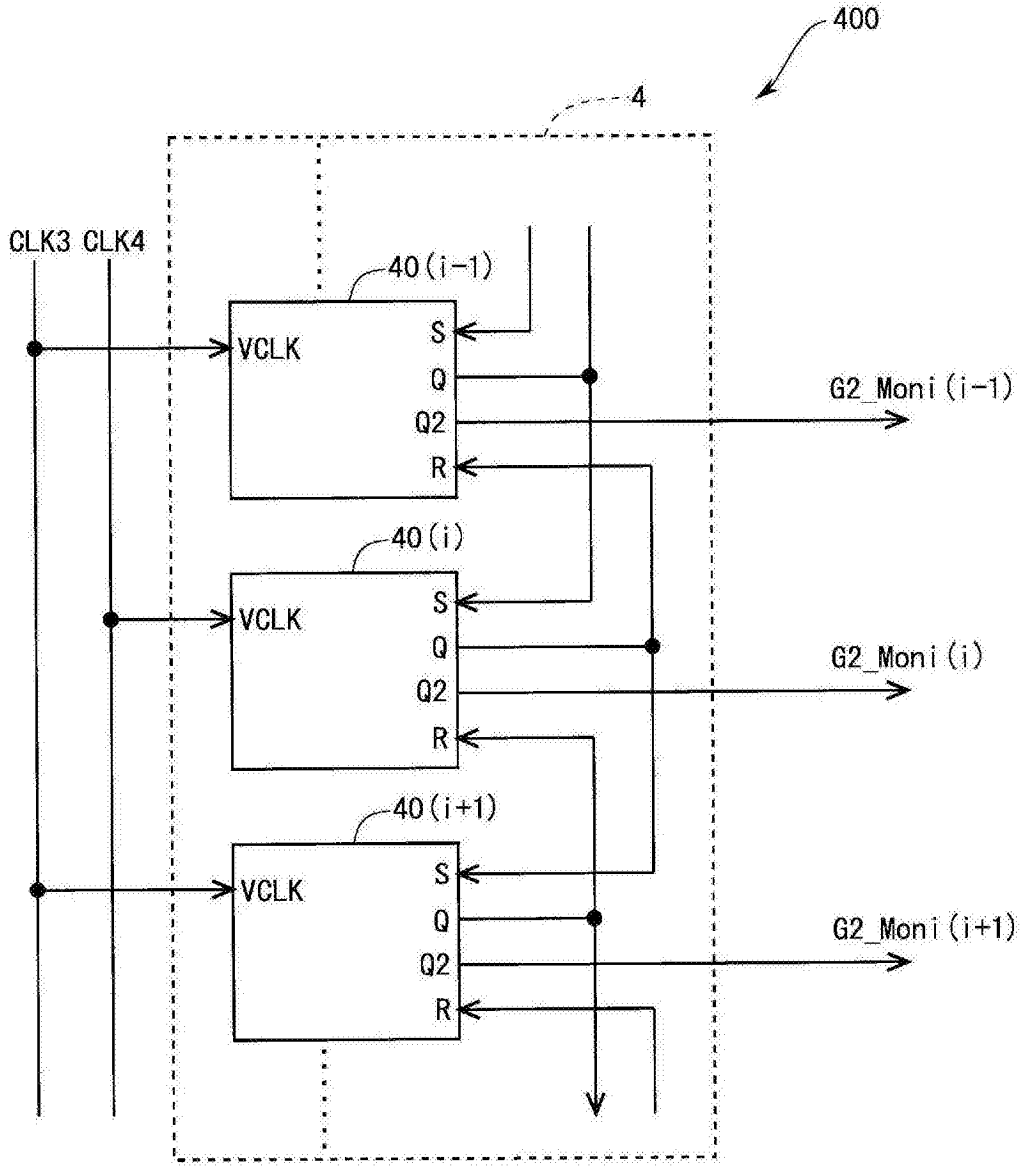 400
4
CLK3 CLK4
40(i-1)
S
VCLK
Q
G2_Moni(i-1)
Q2
R
40(i)
S
VCLK
Q
G2_Moni(i)
Q2
R
40(i+1)
S
VCLK
Q
G2_Moni(i+1)
Q2
R